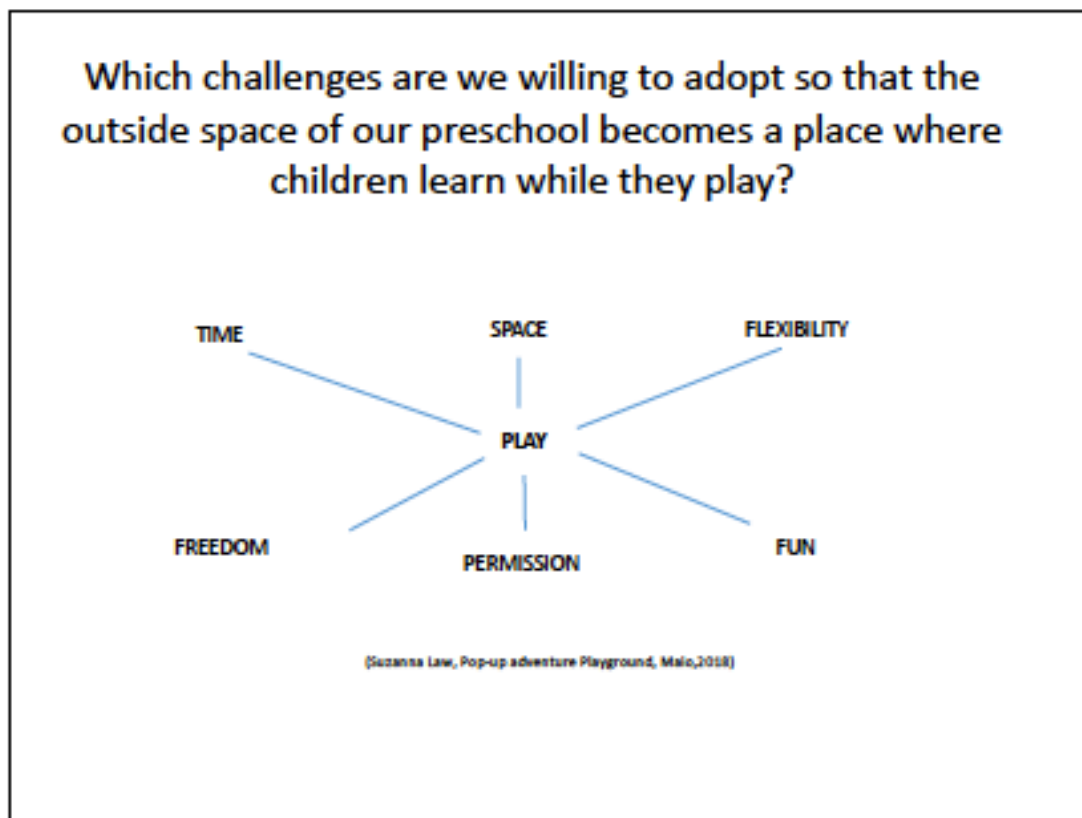 Which challenges are we willing to adopt so that the
outside space of our preschool becomes a place where
children learn while they play?
TIME
SPACE
FLEXIBILITY
PLAY
FREEDOM
PERMISSION
FUN
(Suzanna Law, Pop-up adventure Playground, Maio,2018)